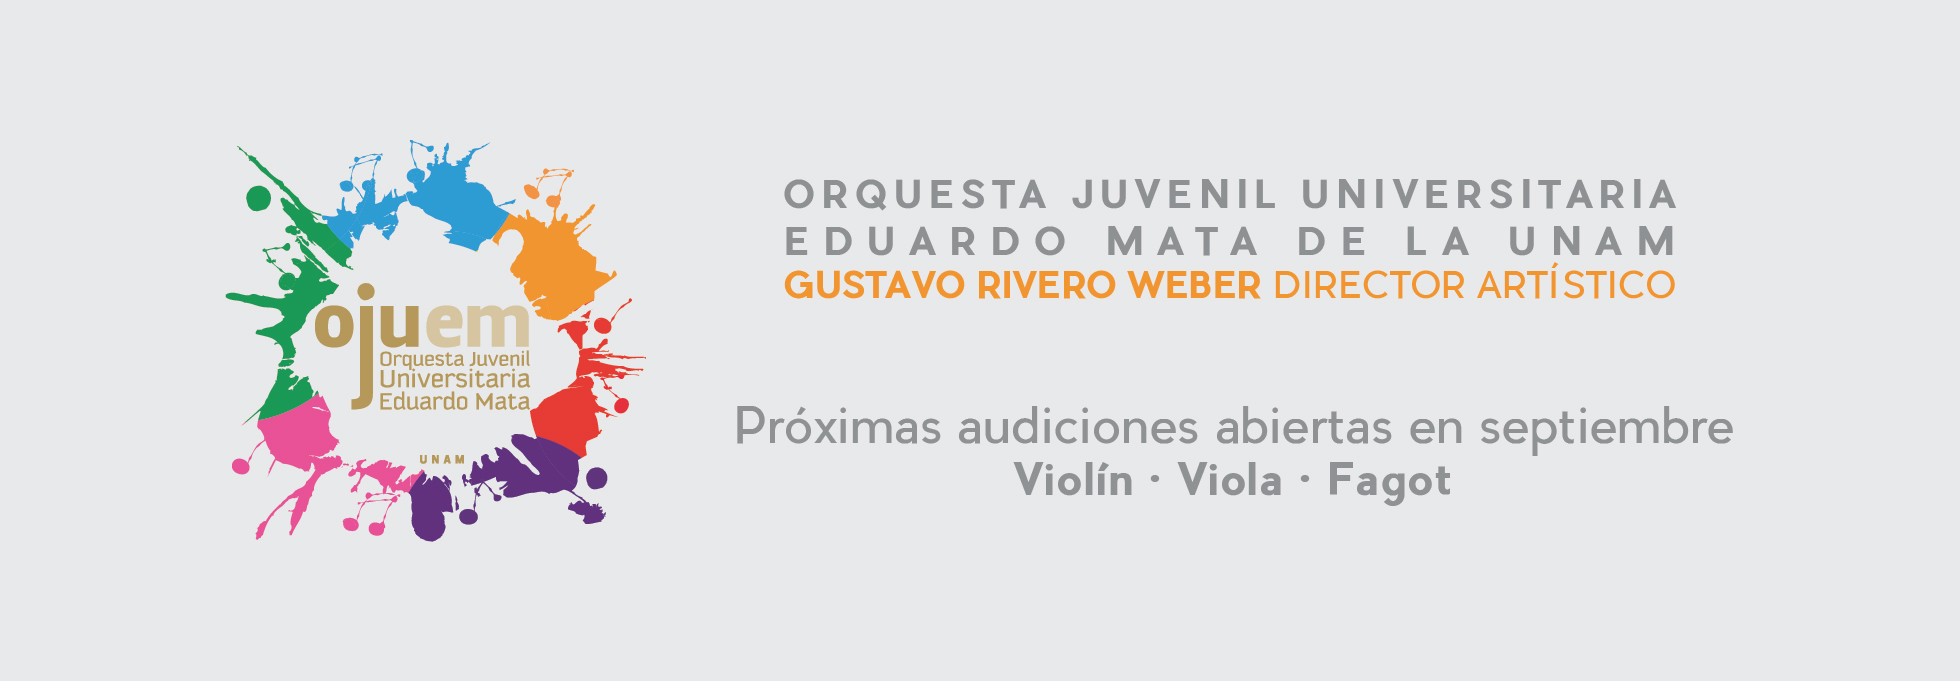 ojuem
Orquesta Juvenil
Universitaria
Eduardo Mata
UNAM
ORQUESTA JUVENIL UNIVERSITARIA
EDUARDO MATA DE LA UNAM
GUSTAVO RIVERO WEBER DIRECTOR ARTÍSTICO
Próximas audiciones abiertas en septiembre
Violín · Viola · Fagot